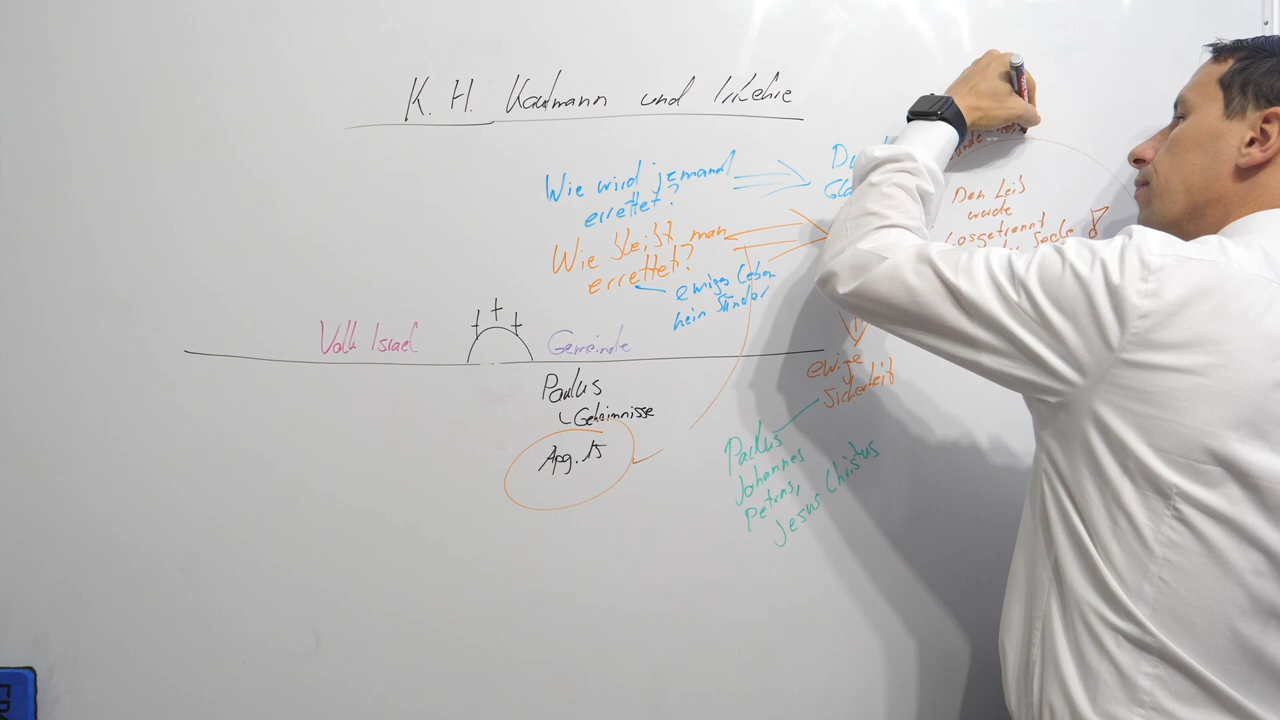 K. H. Kaufmann und Irrlehre
Wie wird jemand
errettet?
Wie bleibt man
errettet?
ewiges Leben
kein Sünder
Den Leib
wurde
losgetrennt
Seele
Volk Israel
Gemeinde
Paulus
Geheimnisse
Apg. 15
ewige
Sicherheit
Paulus
Johannes
Petrus,
Jesus Christus